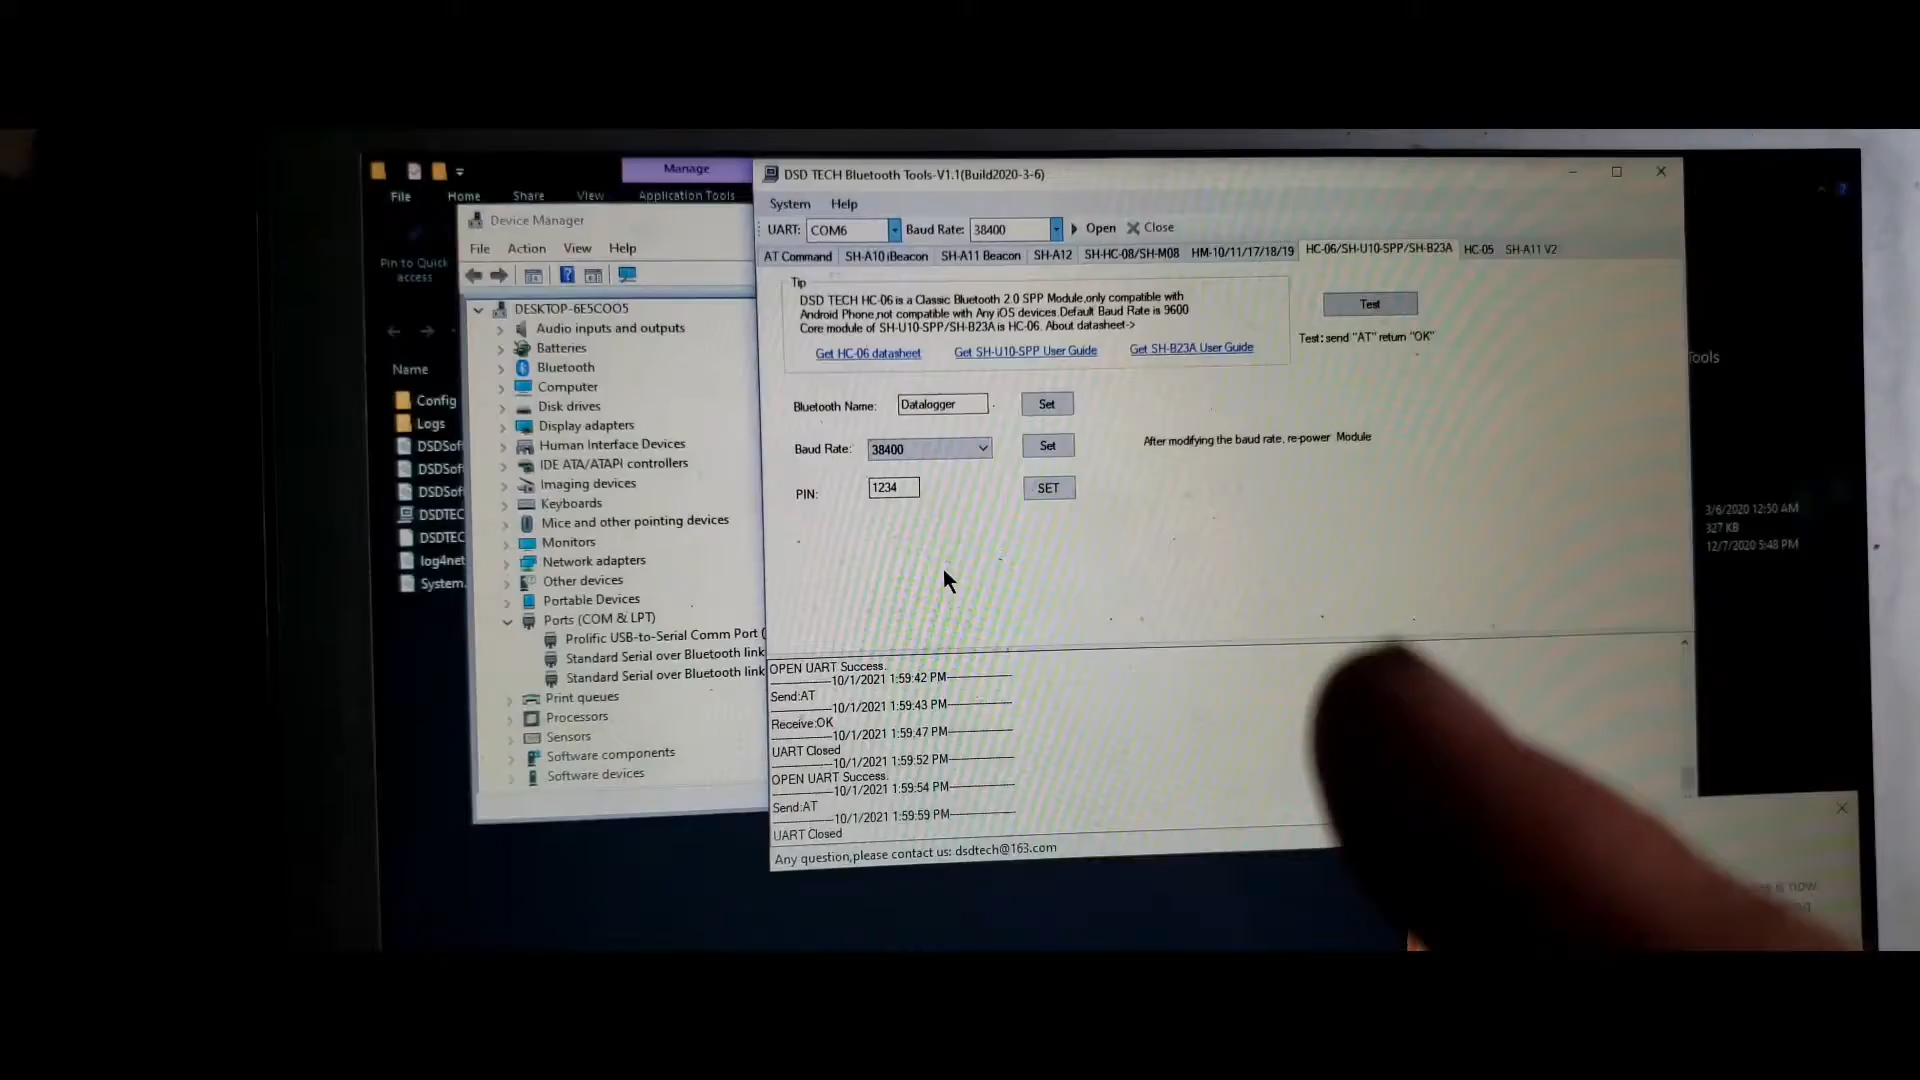 Manage
File
Home
Share
View
Application Tools
Pin to Quick
access
Name
Config
Logs
DSDSof
DSDSof
DSDSof
DSDTEC
DSDTEC
log4net
System.
Device Manager
File
Action
View
Help
DESKTOP-6E5COO5
Audio inputs and outputs
Batteries
Bluetooth
Computer
Disk drives
Display adapters
Human Interface Devices
IDE ATA/ATAPI controllers
Imaging devices
Keyboards
Mice and other pointing devices
Monitors
Network adapters
Other devices
Portable Devices
Ports (COM & LPT)
Prolific USB-to-Serial Comm Port (
Standard Serial over Bluetooth link
Standard Serial over Bluetooth link
Print queues
Processors
Sensors
Software components
Software devices
DSD TECH Bluetooth Tools-V1.1(Build2020-3-6)
System
Help
UART: COM6 Baud Rate: 38400 Open Close
AT Command SH-A10 iBeacon SH-A11 Beacon SH-A12 SH-HC-08/SH-M08 HM-10/11/17/18/19 HC-06/SH-U10-SPP/SH-B23A HC-05 SH-A11 V2
Tip
DSD TECH HC-06 is a Classic Bluetooth 2.0 SPP Module,only compatible with
Android Phone,not compatible with Any iOS devices.Default Baud Rate is 9600
Core module of SH-U10-SPP/SH-B23A is HC-06. About datasheet->
Get HC-06 datasheet Get SH-U10-SPP User Guide Get SH-B23A User Guide
Test
Test: send "AT" return "OK"
Bluetooth Name: Datalogger Set
Baud Rate: 38400 Set
After modifying the baud rate, re-power Module
PIN: 1234 SET
OPEN UART Success.
10/1/2021 1:59:42 PM
Send:AT
10/1/2021 1:59:43 PM
Receive:OK
10/1/2021 1:59:47 PM
UART Closed
10/1/2021 1:59:52 PM
OPEN UART Success.
10/1/2021 1:59:54 PM
Send:AT
10/1/2021 1:59:59 PM
UART Closed
Any question,please contact us: dsdtech@163.com
Tools
3/6/2020 12:50 AM
327 KB
12/7/2020 5:48 PM
is now